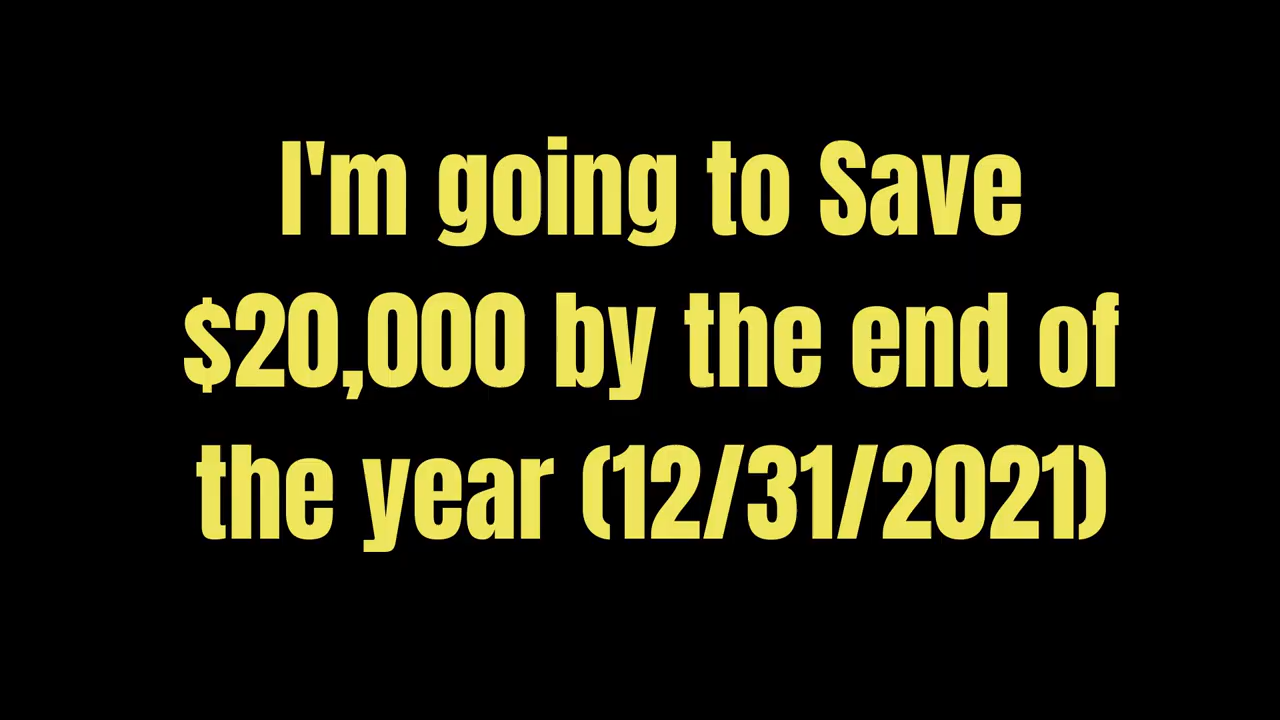 I'm going to Save
$20,000 by the end of
the year (12/31/2021)